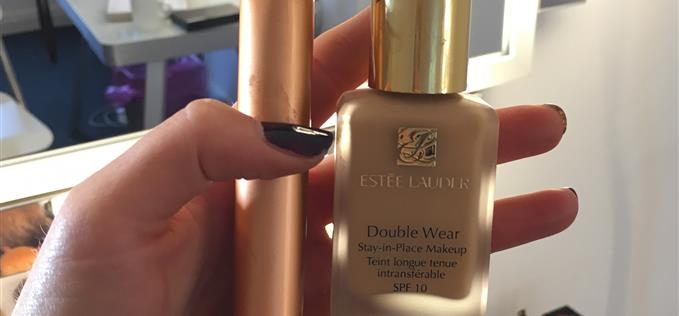 ESTĒE LAUDER
Double Wear
Stay-in-Place Makeup
Teint longue tenue
intransférable
SPF 10